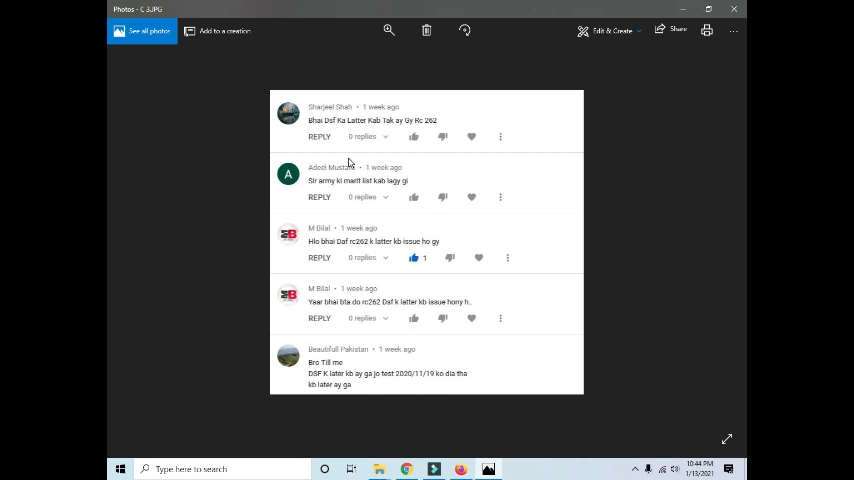 Photos - C 3.JPG
See all photos
Add to a creation
Edit & Create
Share
Sharjeel Shah • 1 week ago
Bhai Dsf Ka Latter Kab Tak ay Gy Rc 262
REPLY 0 replies
A
Adeel Mustafa • 1 week ago
Sir army ki marit list kab lagy gi
REPLY 0 replies
MB
M Bilal • 1 week ago
Hlo bhai Daf rc262 k latter kb issue ho gy
REPLY 0 replies 1
MB
M Bilal • 1 week ago
Yaar bhai bta do rc262 Dsf k latter kb issue hony h..
REPLY 0 replies
Beautifull Pakistan • 1 week ago
Bro Till me
DSF K later kb ay ga jo test 2020/11/19 ko dia tha
kb later ay ga
Type here to search
10:44 PM
1/13/2021